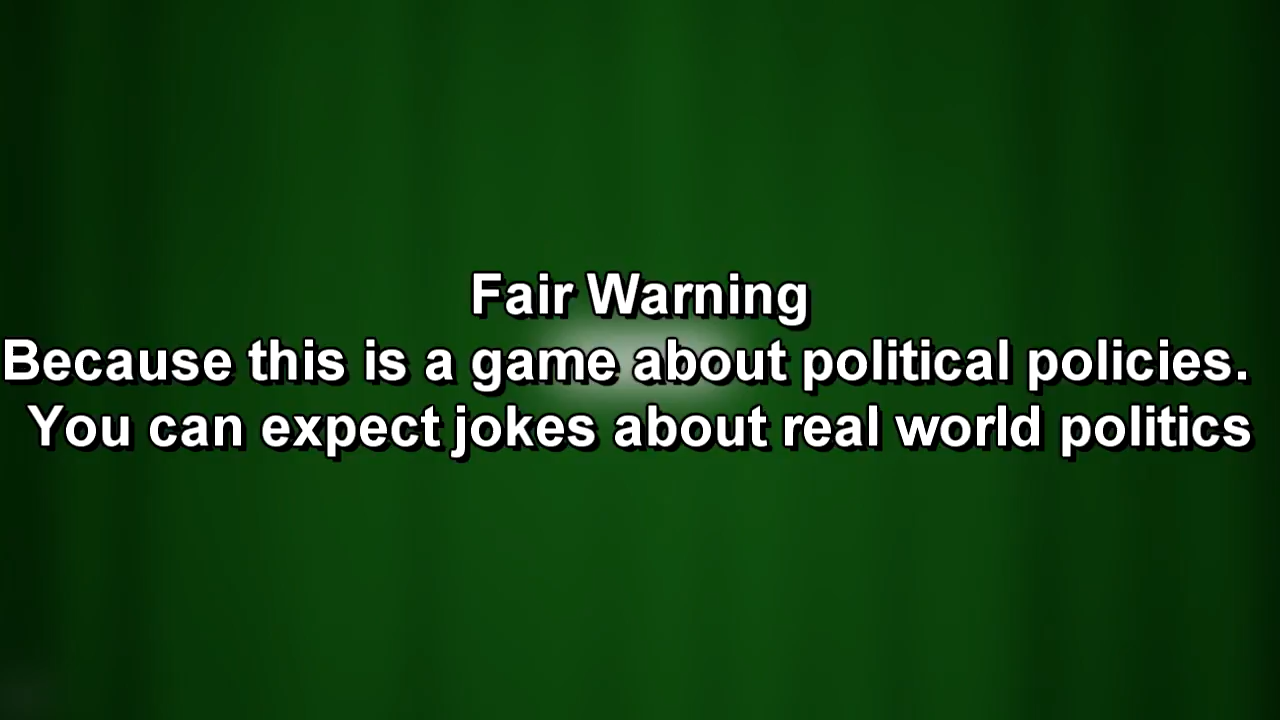 Fair Warning
Because this is a game about political policies.
You can expect jokes about real world politics